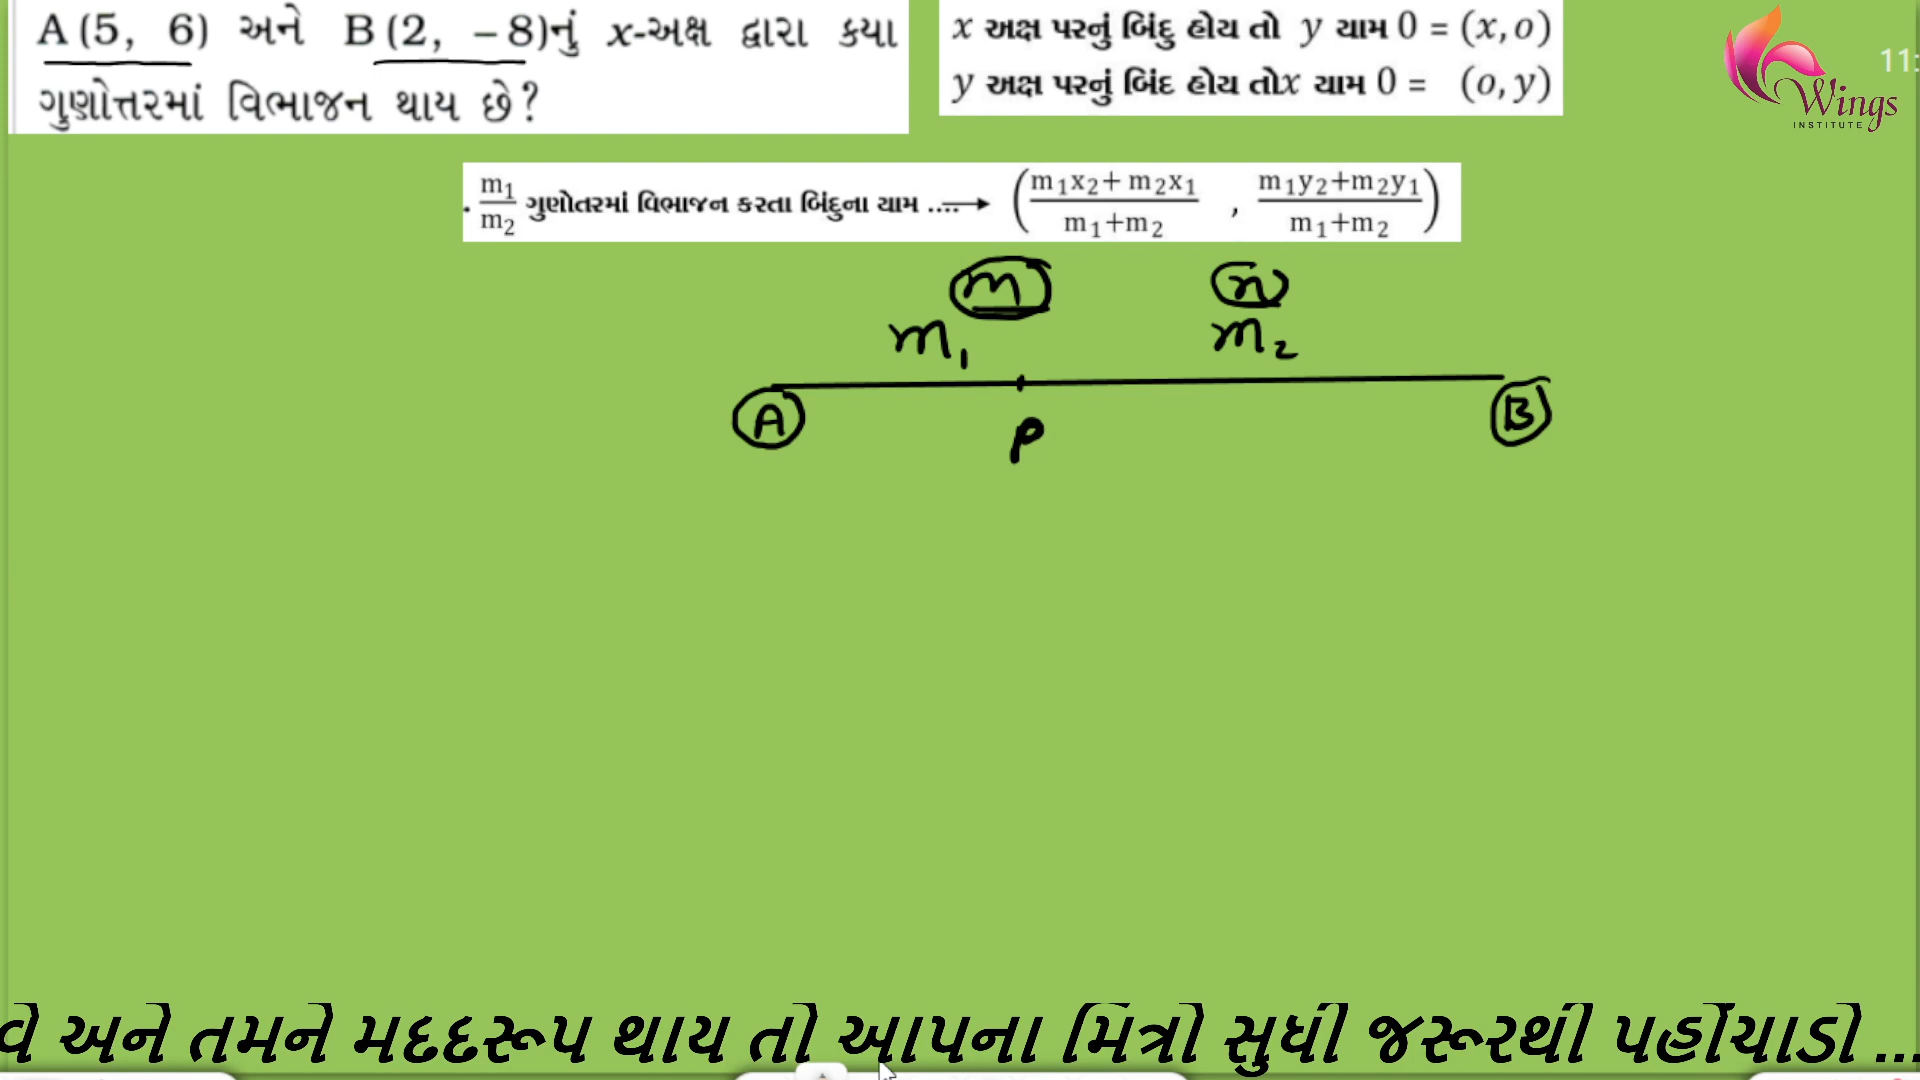 A (5, 6) અને B (2, – 8)નું x-અક્ષ દ્વારા કયા
ગુણોત્તરમાં વિભાજન થાય છે?
x અક્ષ પરનું બિંદુ હોય તો y યામ 0 = (x, o)
y અક્ષ પરનું બિંદ હોય તોx યામ 0 = (o, y)
Wings
INSTITUTE
11:
. m₁/m₂ ગુણોતરમાં વિભાજન કરતા બિંદુના યામ ....→ ( (m₁x₂+ m₂x₁)/(m₁+m₂) , (m₁y₂+m₂y₁)/(m₁+m₂) )
m n
m₁ m₂
A P B
વે અને તમને મદદરૂપ થાય તો આપના મિત્રો સુધી જરૂરથી પહોંચાડો ...